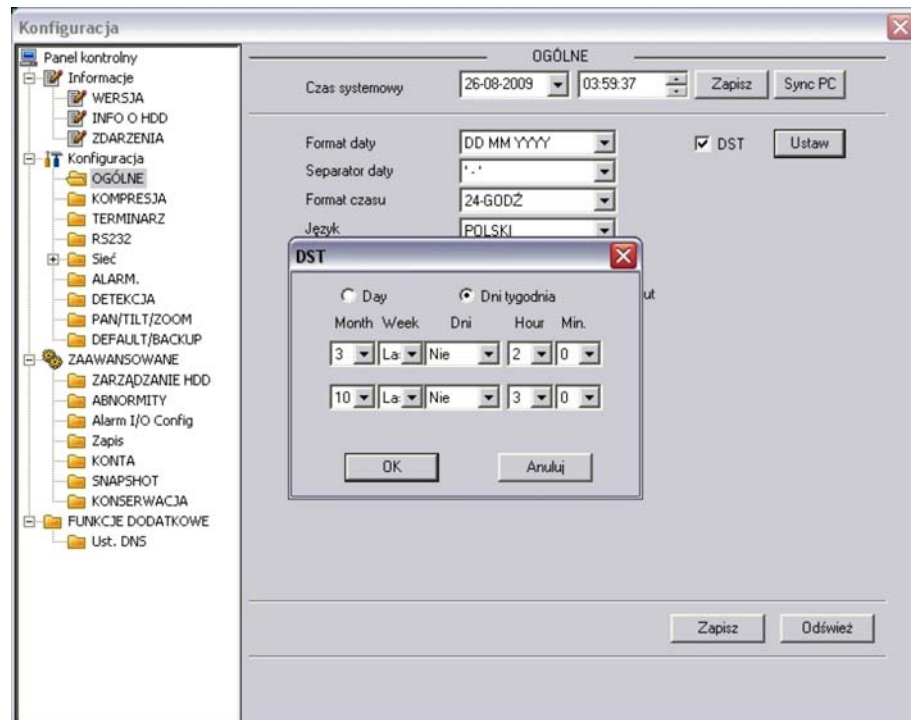 Konfiguracja
Panel kontrolny
Informacje
WERSJA
INFO O HDD
ZDARZENIA
Konfiguracja
OGÓLNE
KOMPRESJA
TERMINARZ
RS232
Sieć
ALARM.
DETEKCJA
PAN/TILT/ZOOM
DEFAULT/BACKUP
ZAAWANSOWANE
ZARZĄDZANIE HDD
ABNORMITY
Alarm I/O Config
Zapis
KONTA
SNAPSHOT
KONSERWACJA
FUNKCJE DODATKOWE
Ust. DNS
OGÓLNE
Czas systemowy 26-08-2009 03:59:37 Zapisz Sync PC
Format daty DD MM YYYY DST Ustaw
Separator daty '-'
Format czasu 24-GODŹ
Język POLSKI
DST
Day Dni tygodnia
ut
Month Week Dni Hour Min.
3 La: Nie 2 0
10 La: Nie 3 0
OK Anuluj
Zapisz Odśwież